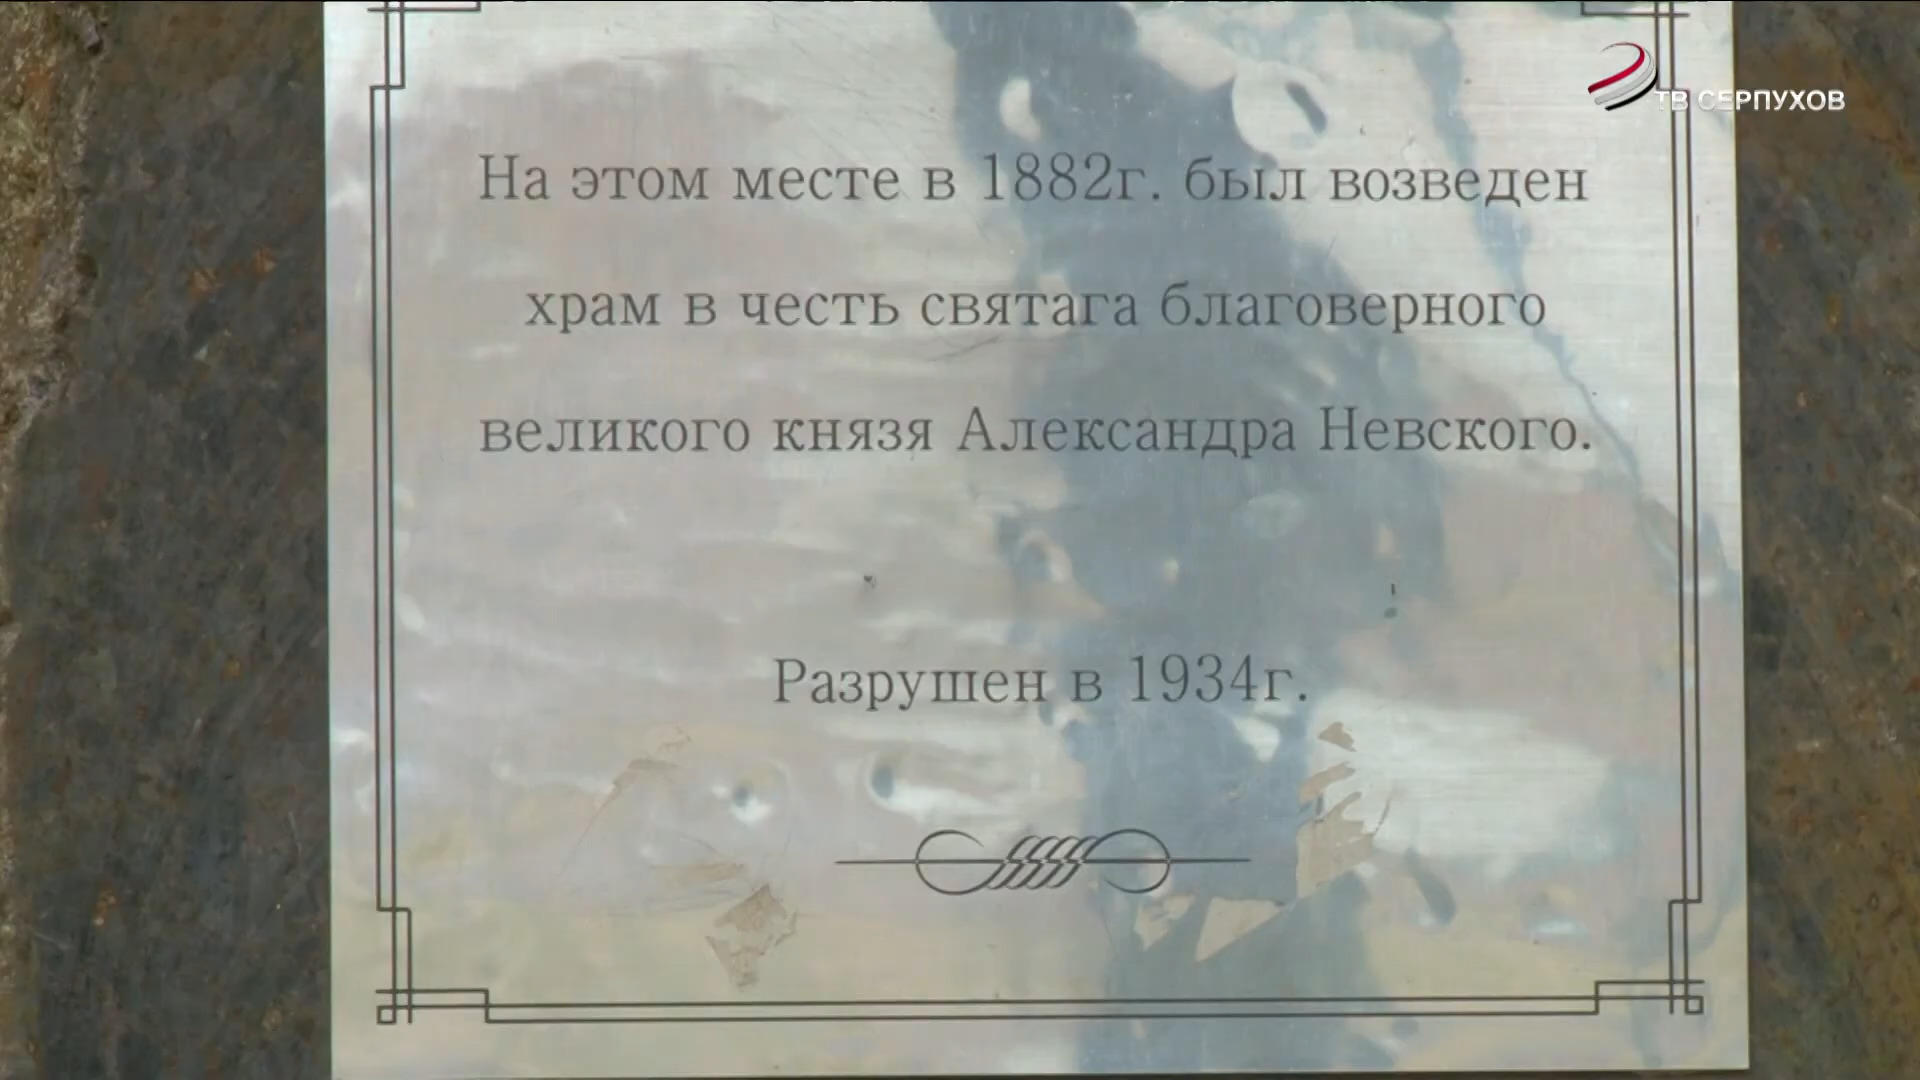 ТВ СЕРПУХОВ
На этом месте в 1882г. был возведен
храм в честь святага благоверного
великого князя Александра Невского.
Разрушен в 1934г.